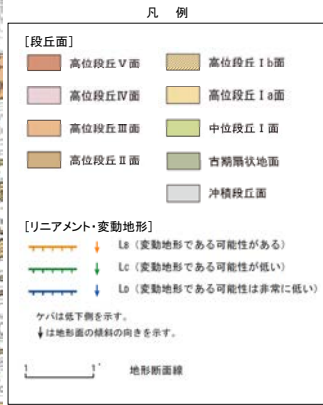 凡 例
[段丘面]
高位段丘Ⅴ面
高位段丘Ⅳ面
高位段丘Ⅲ面
高位段丘Ⅱ面
高位段丘Ⅰb面
高位段丘Ⅰa面
中位段丘Ⅰ面
古期扇状地面
沖積段丘面
[リニアメント・変動地形]
LB (変動地形である可能性がある)
LC (変動地形である可能性が低い)
LD (変動地形である可能性は非常に低い)
ケバは低下側を示す。
↓は地形面の傾斜の向きを示す。
1 1' 地形断面線